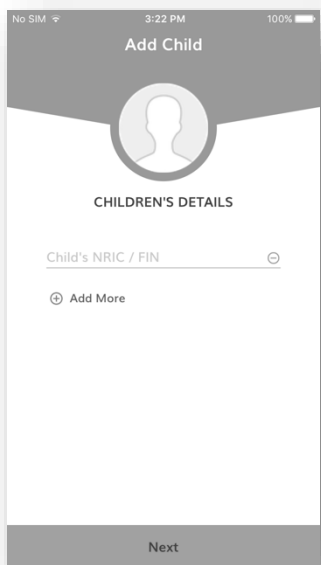 No SIM 3:22 PM 100%
Add Child
CHILDREN'S DETAILS
Child's NRIC / FIN
Add More
Next